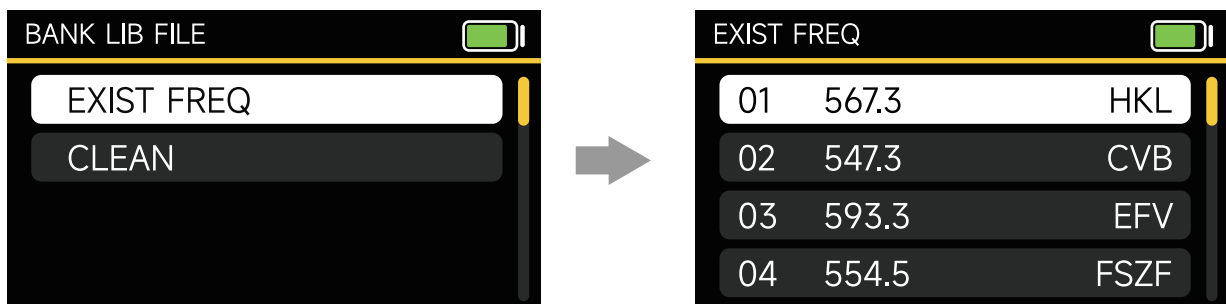 BANK LIB FILE
EXIST FREQ
CLEAN
EXIST FREQ
01 567.3 HKL
02 547.3 CVB
03 593.3 EFV
04 554.5 FSZF